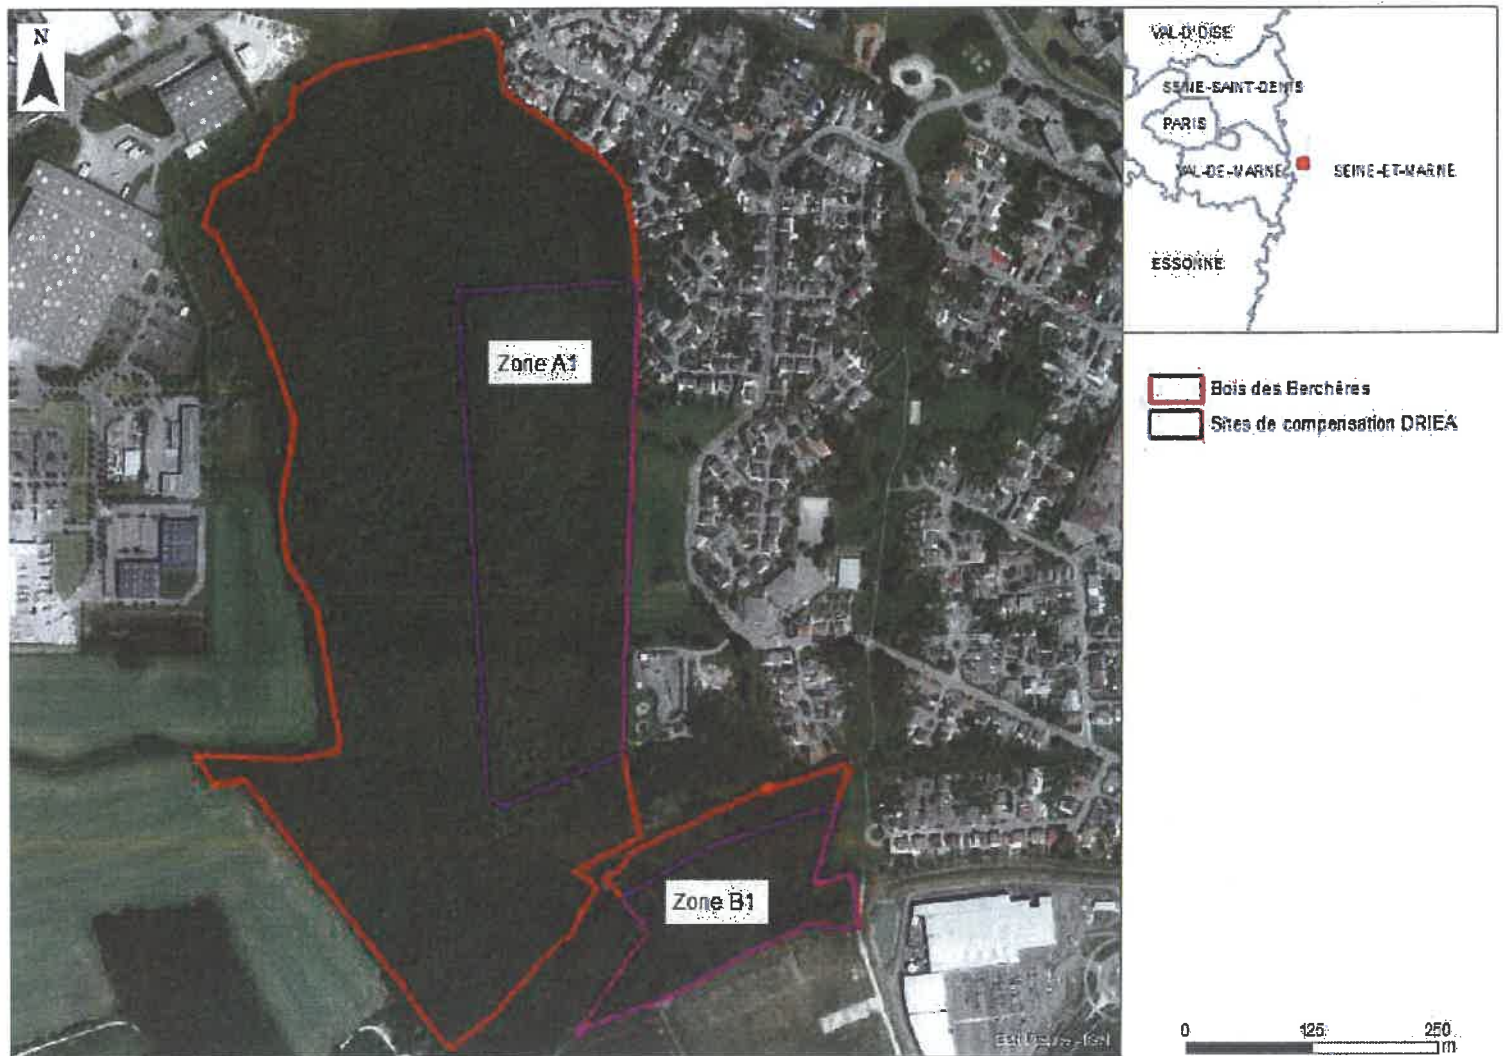 N
Zone A1
Zone B1
VAL-D'OISE
SEINE-SAINT-DENIS
PARIS
VAL-DE-MARNE
SEINE-ET-MARNE
ESSONNE
Bois des Berchères
Sites de compensation DRIEA
0 125 250
m